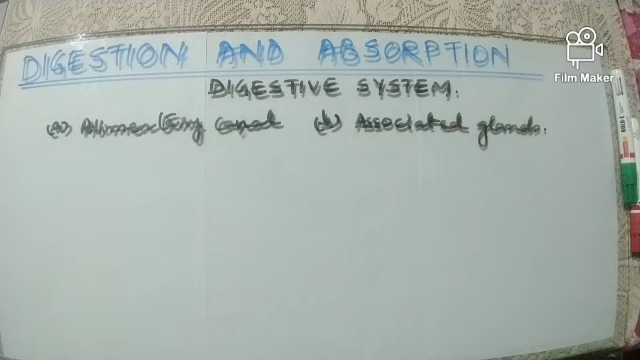 DIGESTION AND ABSORPTION
DIGESTIVE SYSTEM.
(a) Alimentary Canal (b) Associated glands.
Film Maker